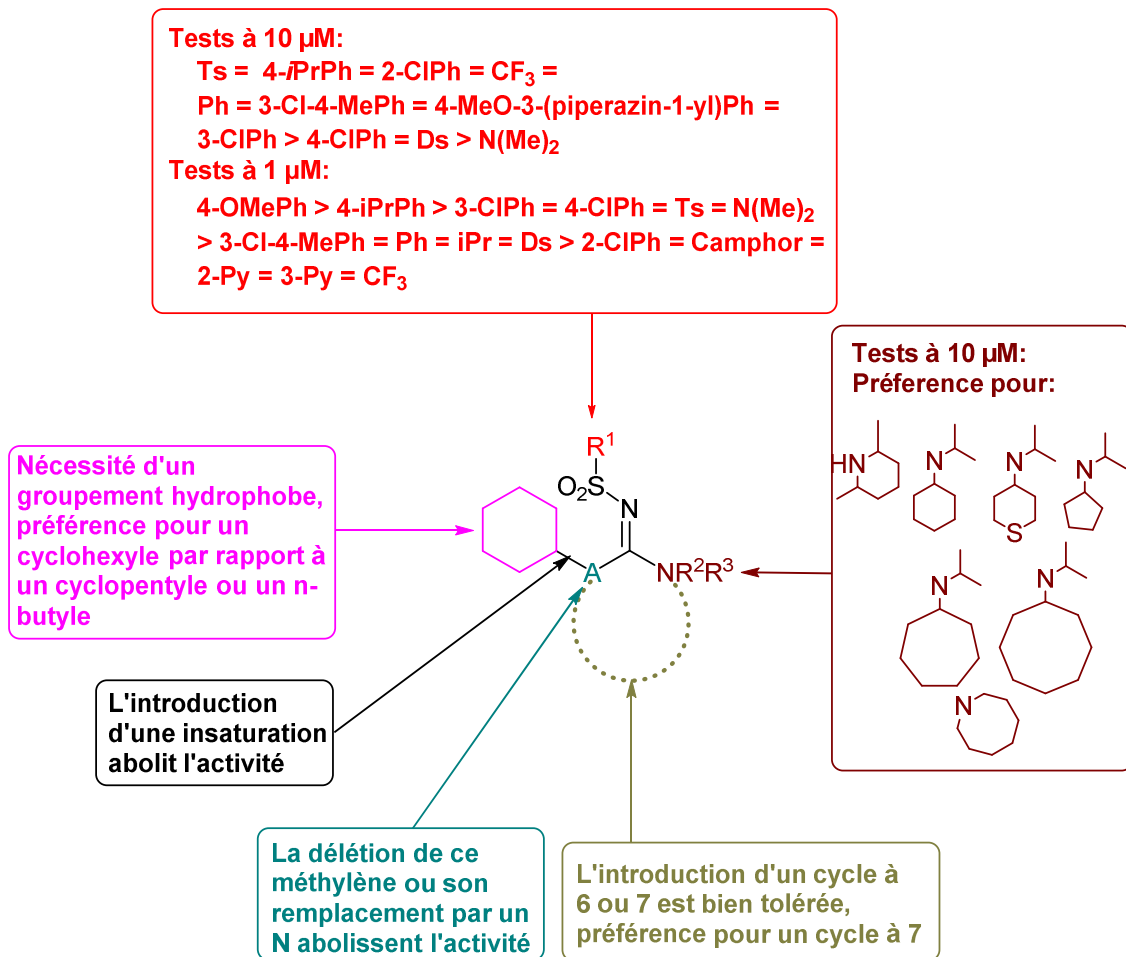 Tests à 10 µM:
Ts = 4-iPrPh = 2-ClPh = CF3 =
Ph = 3-Cl-4-MePh = 4-MeO-3-(piperazin-1-yl)Ph =
3-ClPh > 4-ClPh = Ds > N(Me)2
Tests à 1 µM:
4-OMePh > 4-iPrPh > 3-ClPh = 4-ClPh = Ts = N(Me)2
> 3-Cl-4-MePh = Ph = iPr = Ds > 2-ClPh = Camphor =
2-Py = 3-Py = CF3
Tests à 10 µM:
Préference pour:
HN
N
N
S
N
N
N
N
R1
O2S
N
A
NR2R3
Nécessité d'un
groupement hydrophobe,
préférence pour un
cyclohexyle par rapport à
un cyclopentyle ou un n-
butyle
L'introduction
d'une insaturation
abolit l'activité
La délétion de ce
méthylène ou son
remplacement par un
N abolissent l'activité
L'introduction d'un cycle à
6 ou 7 est bien tolérée,
préférence pour un cycle à 7